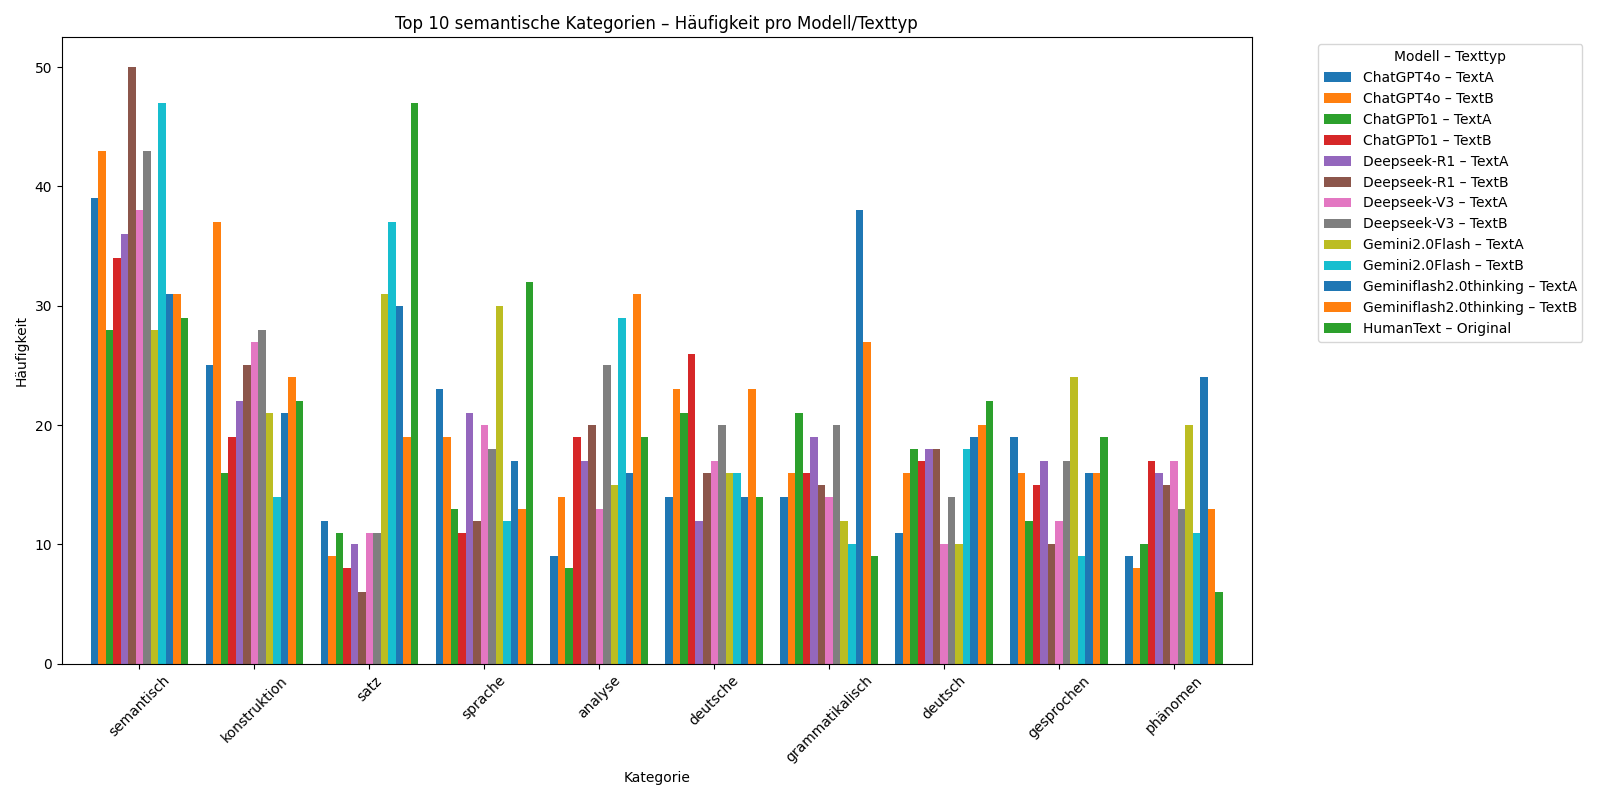 Top 10 semantische Kategorien – Häufigkeit pro Modell/Texttyp
Häufigkeit
50
40
30
20
10
0
semantisch
konstruktion
satz
sprache
analyse
deutsche
grammatikalisch
deutsch
gesprochen
phänomen
Kategorie
Modell – Texttyp
ChatGPT4o – TextA
ChatGPT4o – TextB
ChatGPTo1 – TextA
ChatGPTo1 – TextB
Deepseek-R1 – TextA
Deepseek-R1 – TextB
Deepseek-V3 – TextA
Deepseek-V3 – TextB
Gemini2.0Flash – TextA
Gemini2.0Flash – TextB
Geminiflash2.0thinking – TextA
Geminiflash2.0thinking – TextB
HumanText – Original